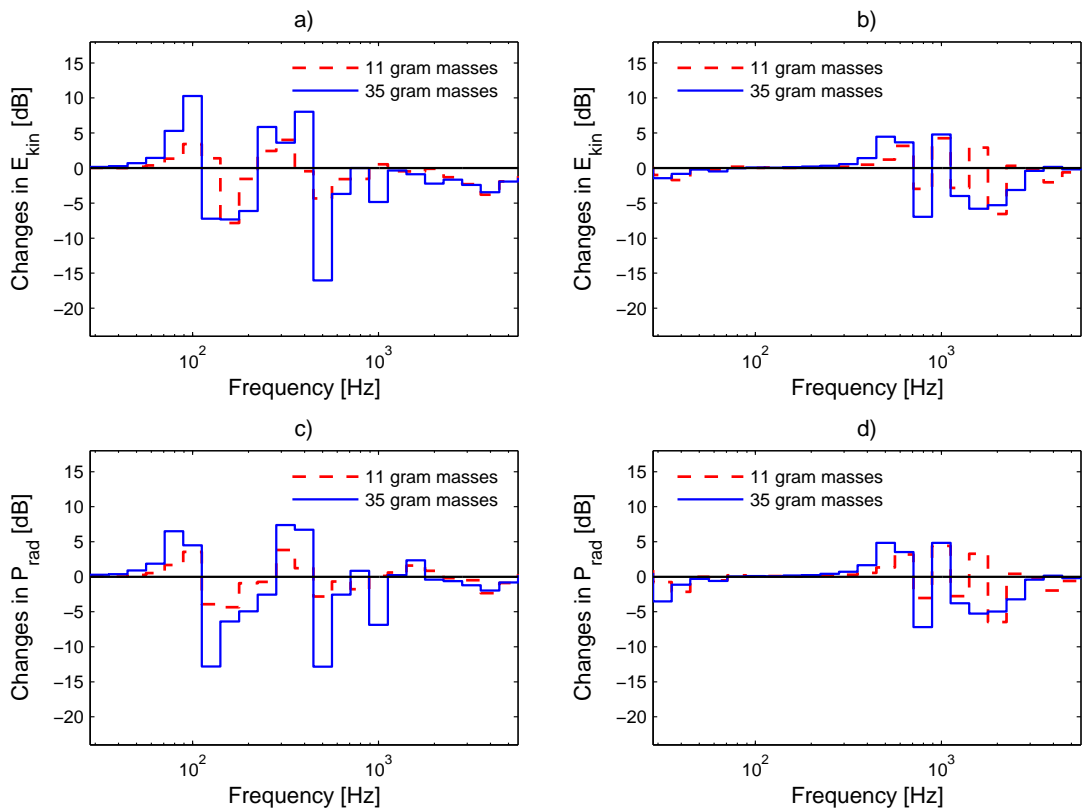 a)
Changes in E_kin [dB]
15
10
5
0
−5
−10
−15
−20
11 gram masses
35 gram masses
10^2
10^3
Frequency [Hz]
b)
Changes in E_kin [dB]
15
10
5
0
−5
−10
−15
−20
11 gram masses
35 gram masses
10^2
10^3
Frequency [Hz]
c)
Changes in P_rad [dB]
15
10
5
0
−5
−10
−15
−20
11 gram masses
35 gram masses
10^2
10^3
Frequency [Hz]
d)
Changes in P_rad [dB]
15
10
5
0
−5
−10
−15
−20
11 gram masses
35 gram masses
10^2
10^3
Frequency [Hz]